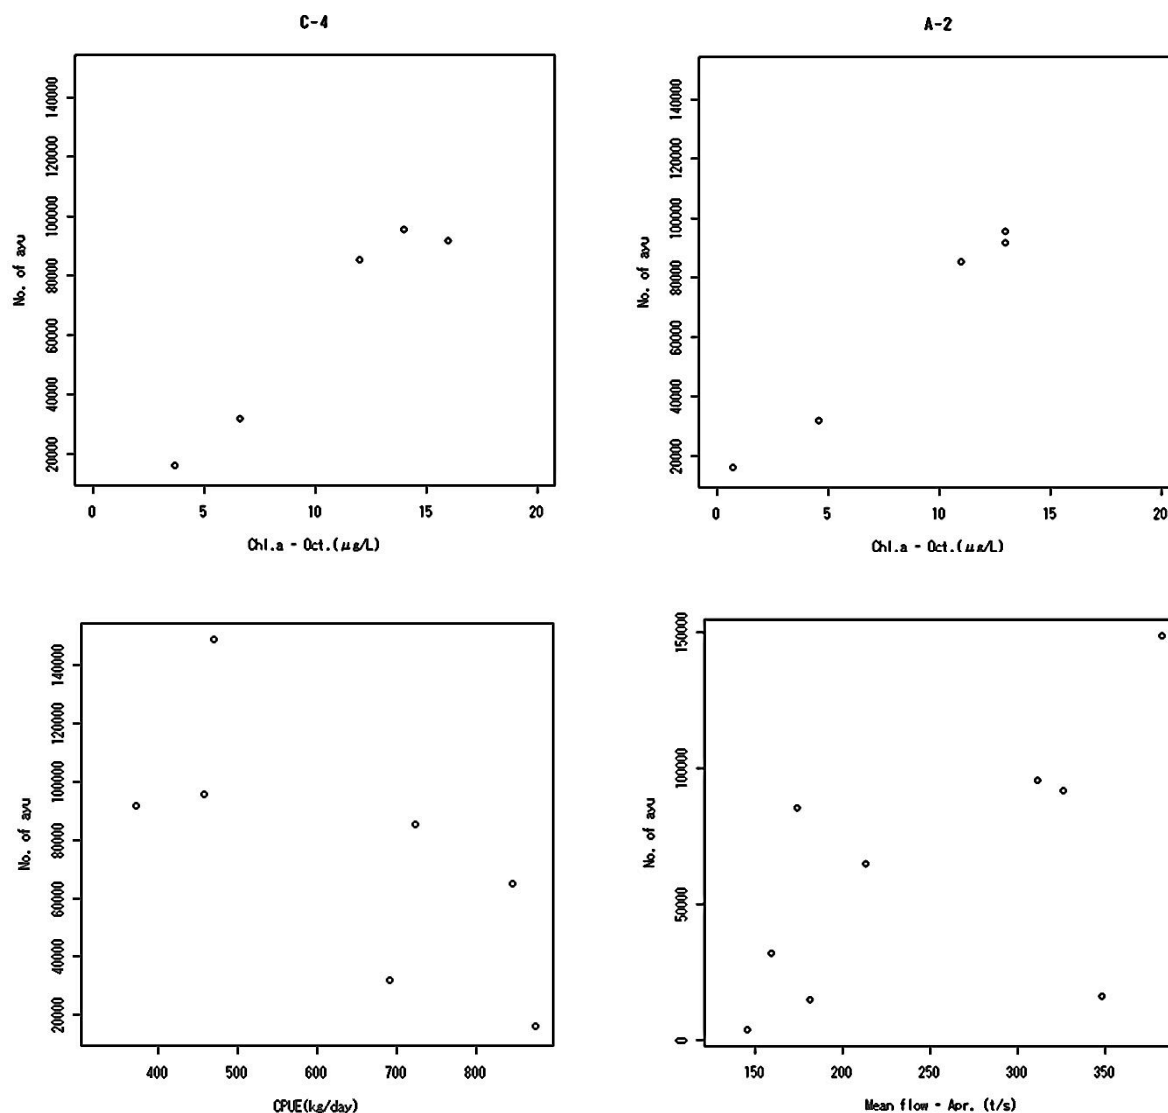 C-4
No. of ayu
140000
120000
100000
80000
60000
40000
20000
0 5 10 15 20
Chl.a - Oct.(μg/L)
A-2
No. of ayu
140000
120000
100000
80000
60000
40000
20000
0 5 10 15 20
Chl.a - Oct.(μg/L)
No. of ayu
140000
120000
100000
80000
60000
40000
20000
400 500 600 700 800
CPUE(kg/day)
No. of ayu
150000
100000
50000
0
150 200 250 300 350
Mean flow - Apr. (t/s)